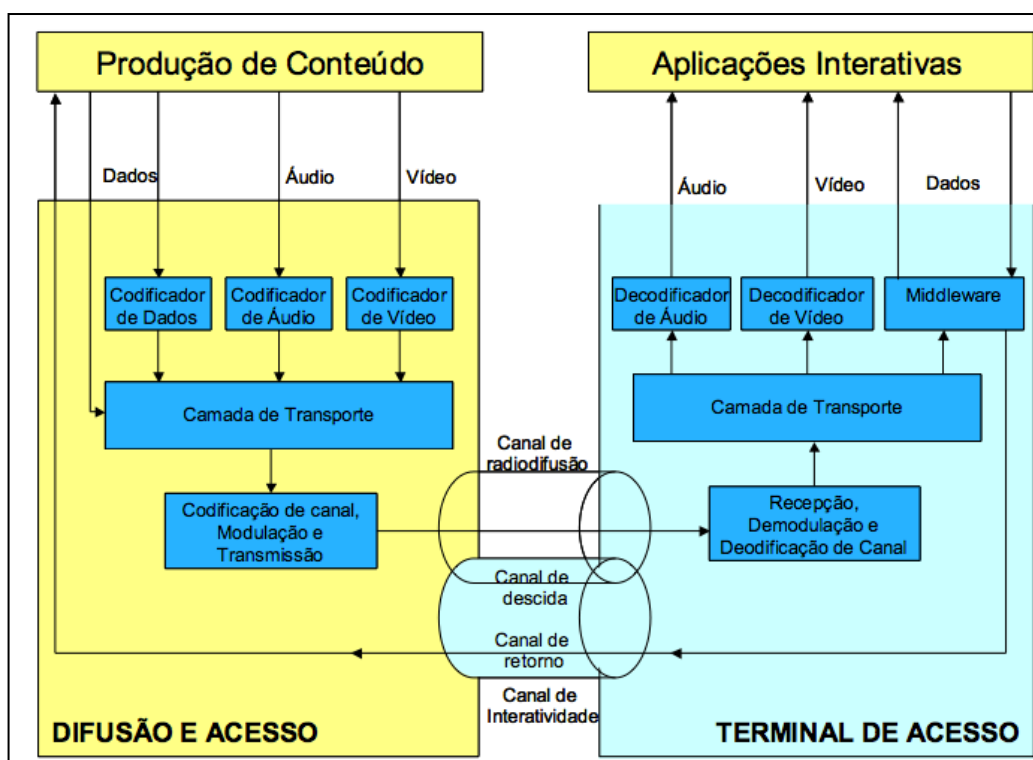 Produção de Conteúdo
Aplicações Interativas
Dados
Áudio
Vídeo
Áudio
Vídeo
Dados
Codificador
de Dados
Codificador
de Áudio
Codificador
de Vídeo
Decodificador
de Áudio
Decodificador
de Vídeo
Middleware
Camada de Transporte
Camada de Transporte
Canal de
radiodifusão
Codificação de canal,
Modulação e
Transmissão
Recepção,
Demodulação e
Deodificação de Canal
Canal de
descida
Canal de
retorno
Canal de
Interatividade
DIFUSÃO E ACESSO
TERMINAL DE ACESSO